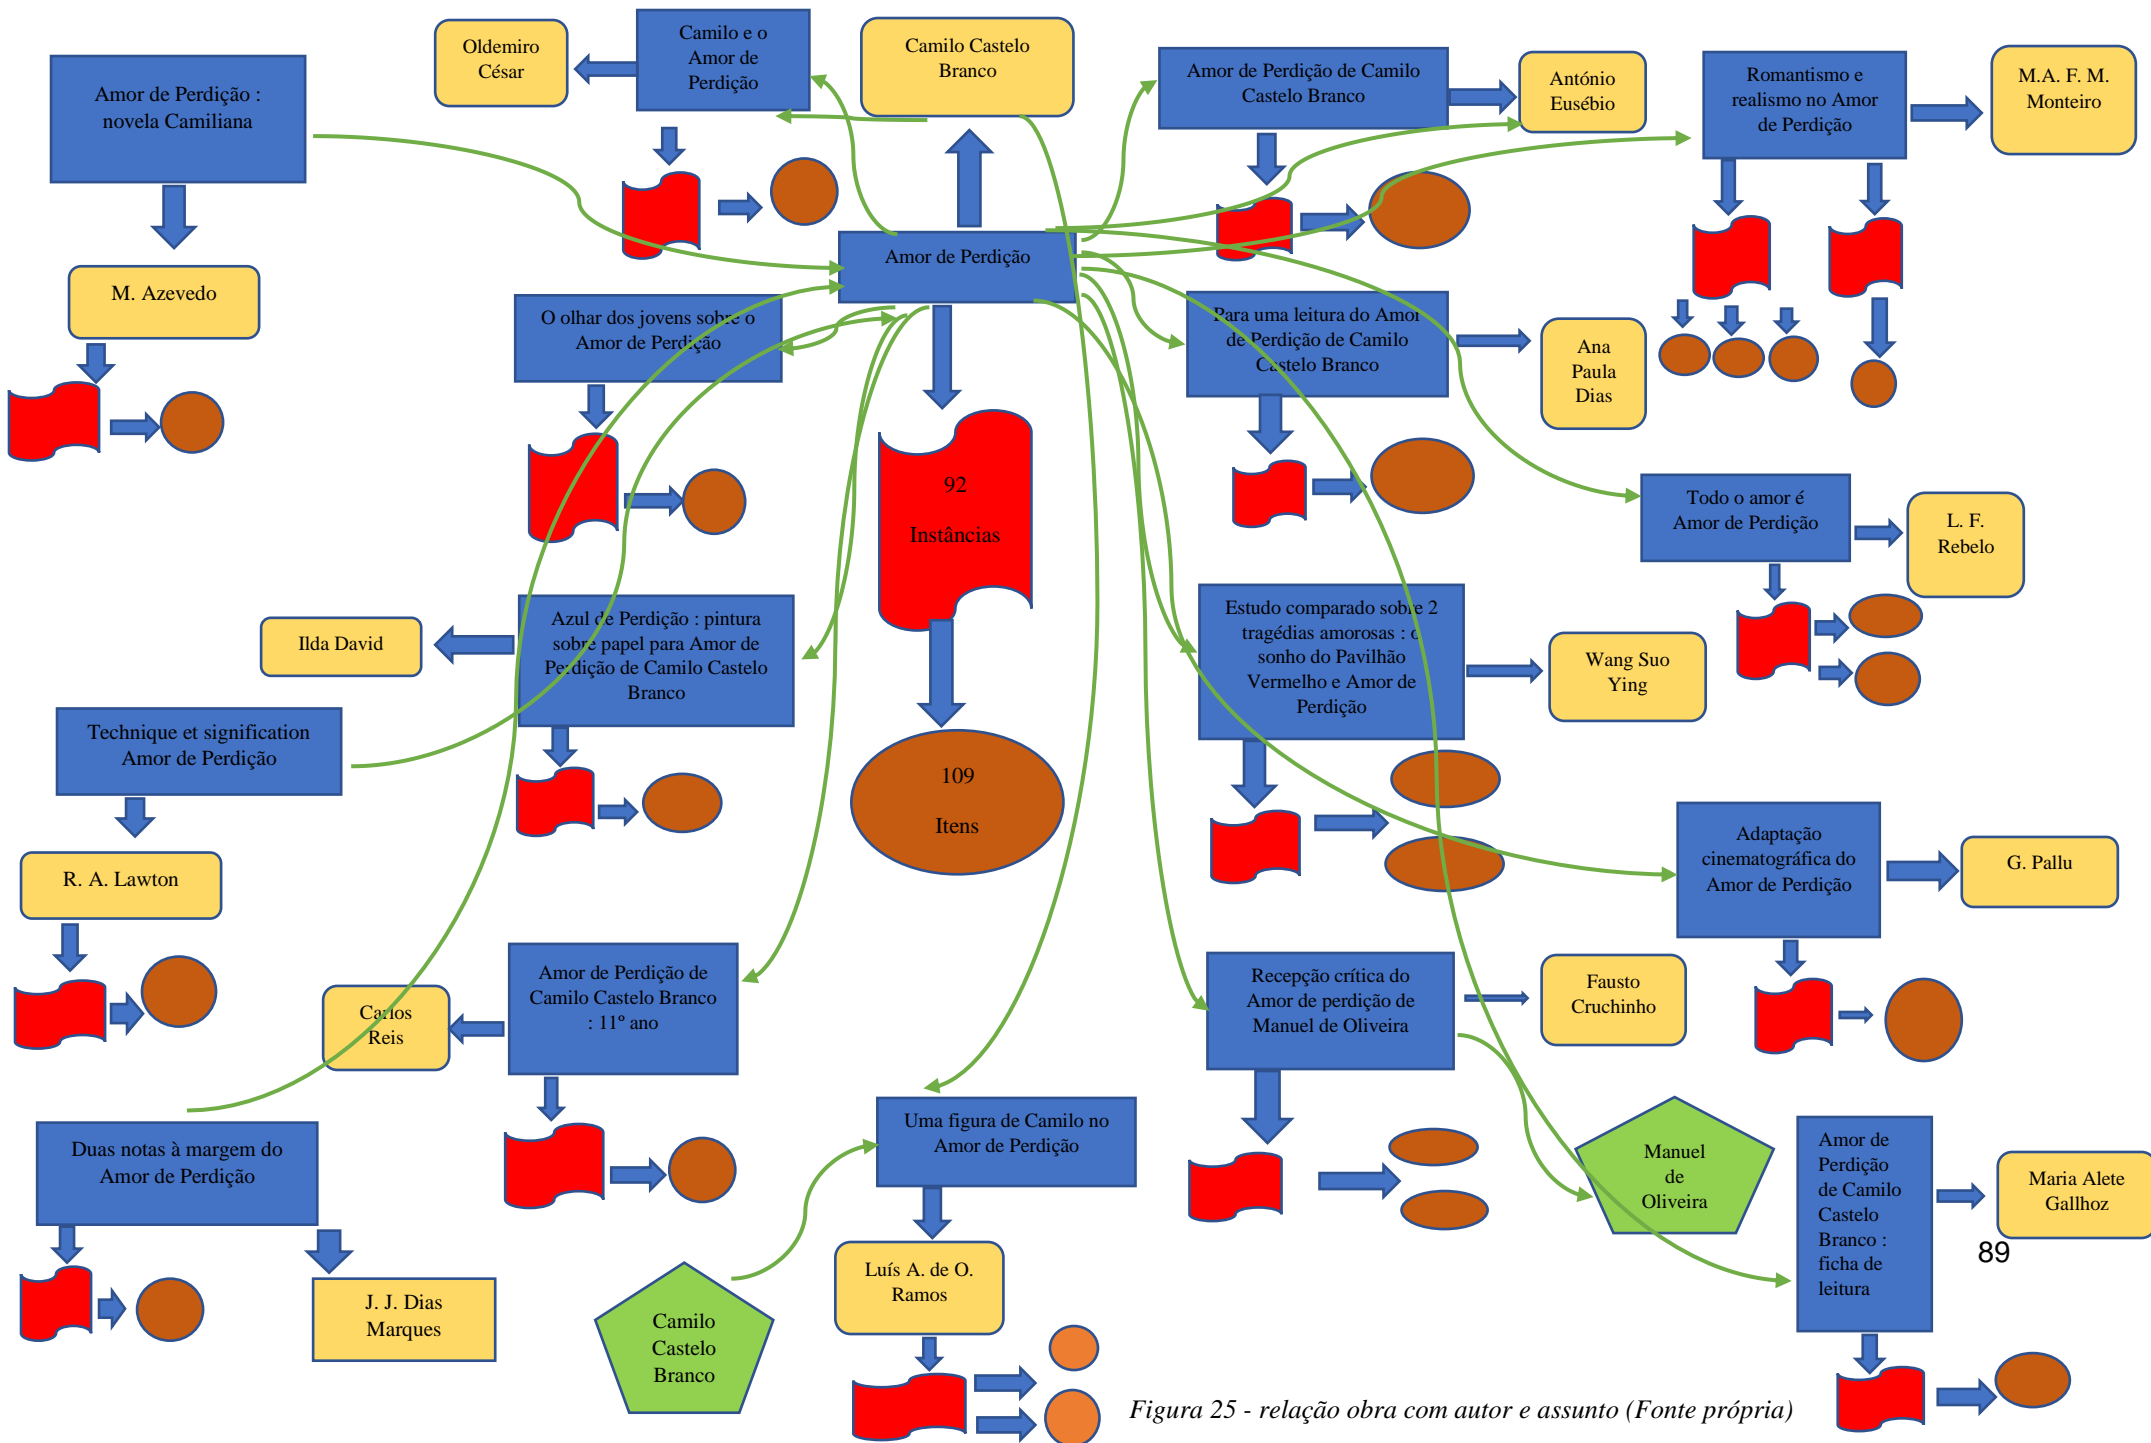 Oldemiro
César
Camilo e o
Amor de
Perdição
Camilo Castelo
Branco
Amor de Perdição de Camilo
Castelo Branco
António
Eusébio
Romantismo e
realismo no Amor
de Perdição
M.A. F. M.
Monteiro
Amor de Perdição :
novela Camiliana
M. Azevedo
Amor de Perdição
O olhar dos jovens sobre o
Amor de Perdição
Para uma leitura do Amor
de Perdição de Camilo
Castelo Branco
Ana
Paula
Dias
92
Instâncias
Todo o amor é
Amor de Perdição
L. F.
Rebelo
Ilda David
Azul de Perdição : pintura
sobre papel para Amor de
Perdição de Camilo Castelo
Branco
Estudo comparado sobre 2
tragédias amorosas : o
sonho do Pavilhão
Vermelho e Amor de
Perdição
Wang Suo
Ying
Technique et signification
Amor de Perdição
109
Itens
R. A. Lawton
Adaptação
cinematográfica do
Amor de Perdição
G. Pallu
Carlos
Reis
Amor de Perdição de
Camilo Castelo Branco
: 11º ano
Recepção crítica do
Amor de perdição de
Manuel de Oliveira
Fausto
Cruchinho
Duas notas à margem do
Amor de Perdição
J. J. Dias
Marques
Uma figura de Camilo no
Amor de Perdição
Manuel
de
Oliveira
Amor de
Perdição
de Camilo
Castelo
Branco :
ficha de
leitura
Maria Alete
Gallhoz
89
Camilo
Castelo
Branco
Luís A. de O.
Ramos
Figura 25 - relação obra com autor e assunto (Fonte própria)